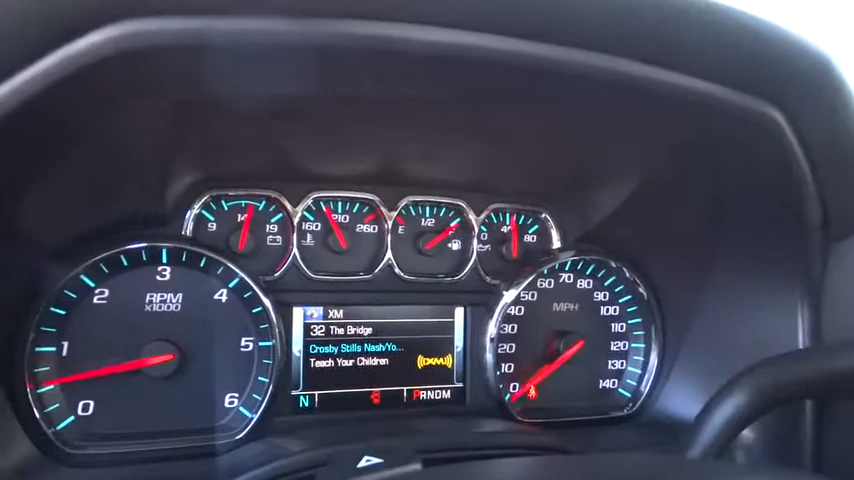 9 14 19
160 210 260
E 1/2 F
0 40 80
0 1 2 3 4 5 6
RPM
X1000
XM
32 The Bridge
Crosby Stills Nash/Yo...
Teach Your Children
((XM))
N
PRNDM
0 10 20 30 40 50 60 70 80 90 100 110 120 130 140
MPH